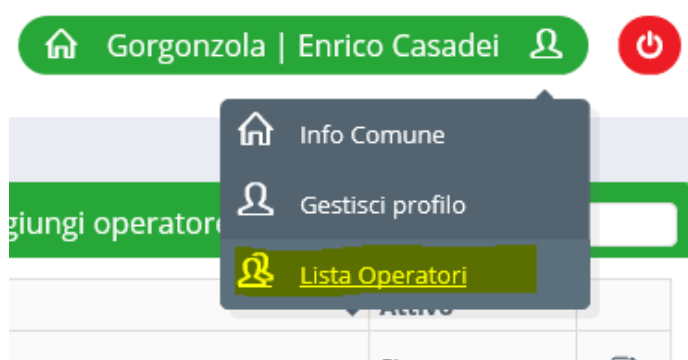 Gorgonzola | Enrico Casadei
Info Comune
Gestisci profilo
giungi operatore
Lista Operatori
Attivo